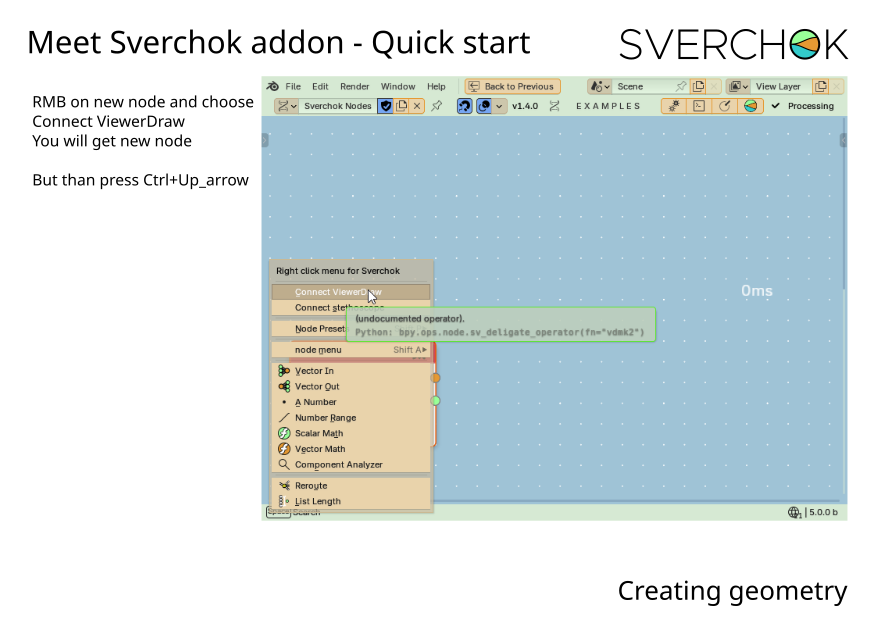 Meet Sverchok addon - Quick start
SVERCHOK
RMB on new node and choose
Connect ViewerDraw
You will get new node
But than press Ctrl+Up_arrow
File Edit Render Window Help Back to Previous Scene View Layer
Sverchok Nodes v1.4.0 EXAMPLES Processing
Right click menu for Sverchok
Connect ViewerDraw
0ms
Connect
(undocumented operator).
Node Preset
Python: bpy.ops.node.sv_deligate_operator(fn="vdmk2")
node menu Shift A
Vector In
Vector Out
A Number
Number Range
Scalar Math
Vector Math
Component Analyzer
Reroute
List Length
Space Search
1 | 5.0.0 b
Creating geometry